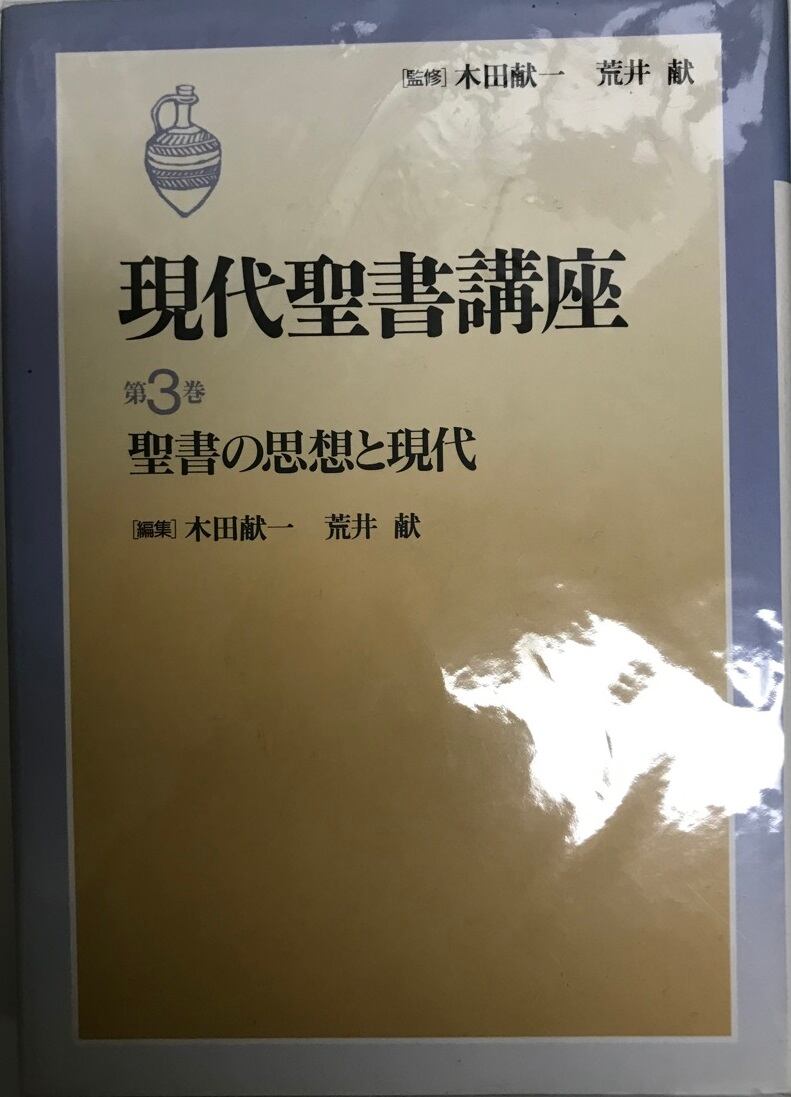 [監修] 木田献一 荒井 献
現代聖書講座
第3巻
聖書の思想と現代
[編集] 木田献一 荒井 献